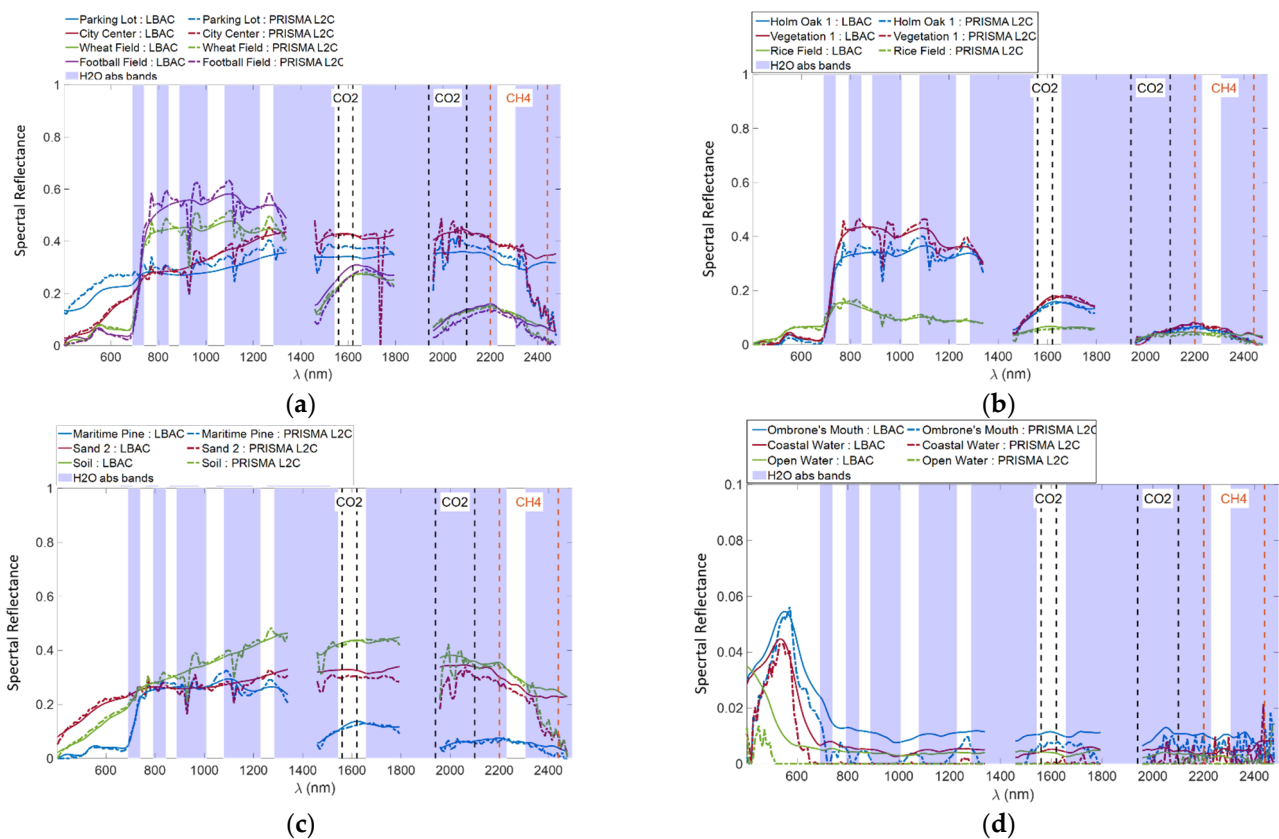 Parking Lot : LBAC Parking Lot : PRISMA L2C
City Center : LBAC City Center : PRISMA L2C
Wheat Field : LBAC Wheat Field : PRISMA L2C
Football Field : LBAC Football Field : PRISMA L2C
H2O abs bands
CO2 CO2 CH4
Specrtal Reflectance
1
0.8
0.6
0.4
0.2
0
600 800 1000 1200 1400 1600 1800 2000 2200 2400
λ (nm)
(a)
Holm Oak 1 : LBAC Holm Oak 1 : PRISMA L2C
Vegetation 1 : LBAC Vegetation 1 : PRISMA L2C
Rice Field : LBAC Rice Field : PRISMA L2C
H2O abs bands
CO2 CO2 CH4
Spertal Reflectance
1
0.8
0.6
0.4
0.2
0
600 800 1000 1200 1400 1600 1800 2000 2200 2400
λ (nm)
(b)
Maritime Pine : LBAC Maritime Pine : PRISMA L2C
Sand 2 : LBAC Sand 2 : PRISMA L2C
Soil : LBAC Soil : PRISMA L2C
H2O abs bands
CO2 CO2 CH4
Specrtal Reflectance
1
0.8
0.6
0.4
0.2
0
600 800 1000 1200 1400 1600 1800 2000 2200 2400
λ (nm)
(c)
Ombrone's Mouth : LBAC Ombrone's Mouth : PRISMA L2C
Coastal Water : LBAC Coastal Water : PRISMA L2C
Open Water : LBAC Open Water : PRISMA L2C
H2O abs bands
CO2 CO2 CH4
Specrtal Reflectance
0.1
0.08
0.06
0.04
0.02
0
600 800 1000 1200 1400 1600 1800 2000 2200 2400
λ (nm)
(d)